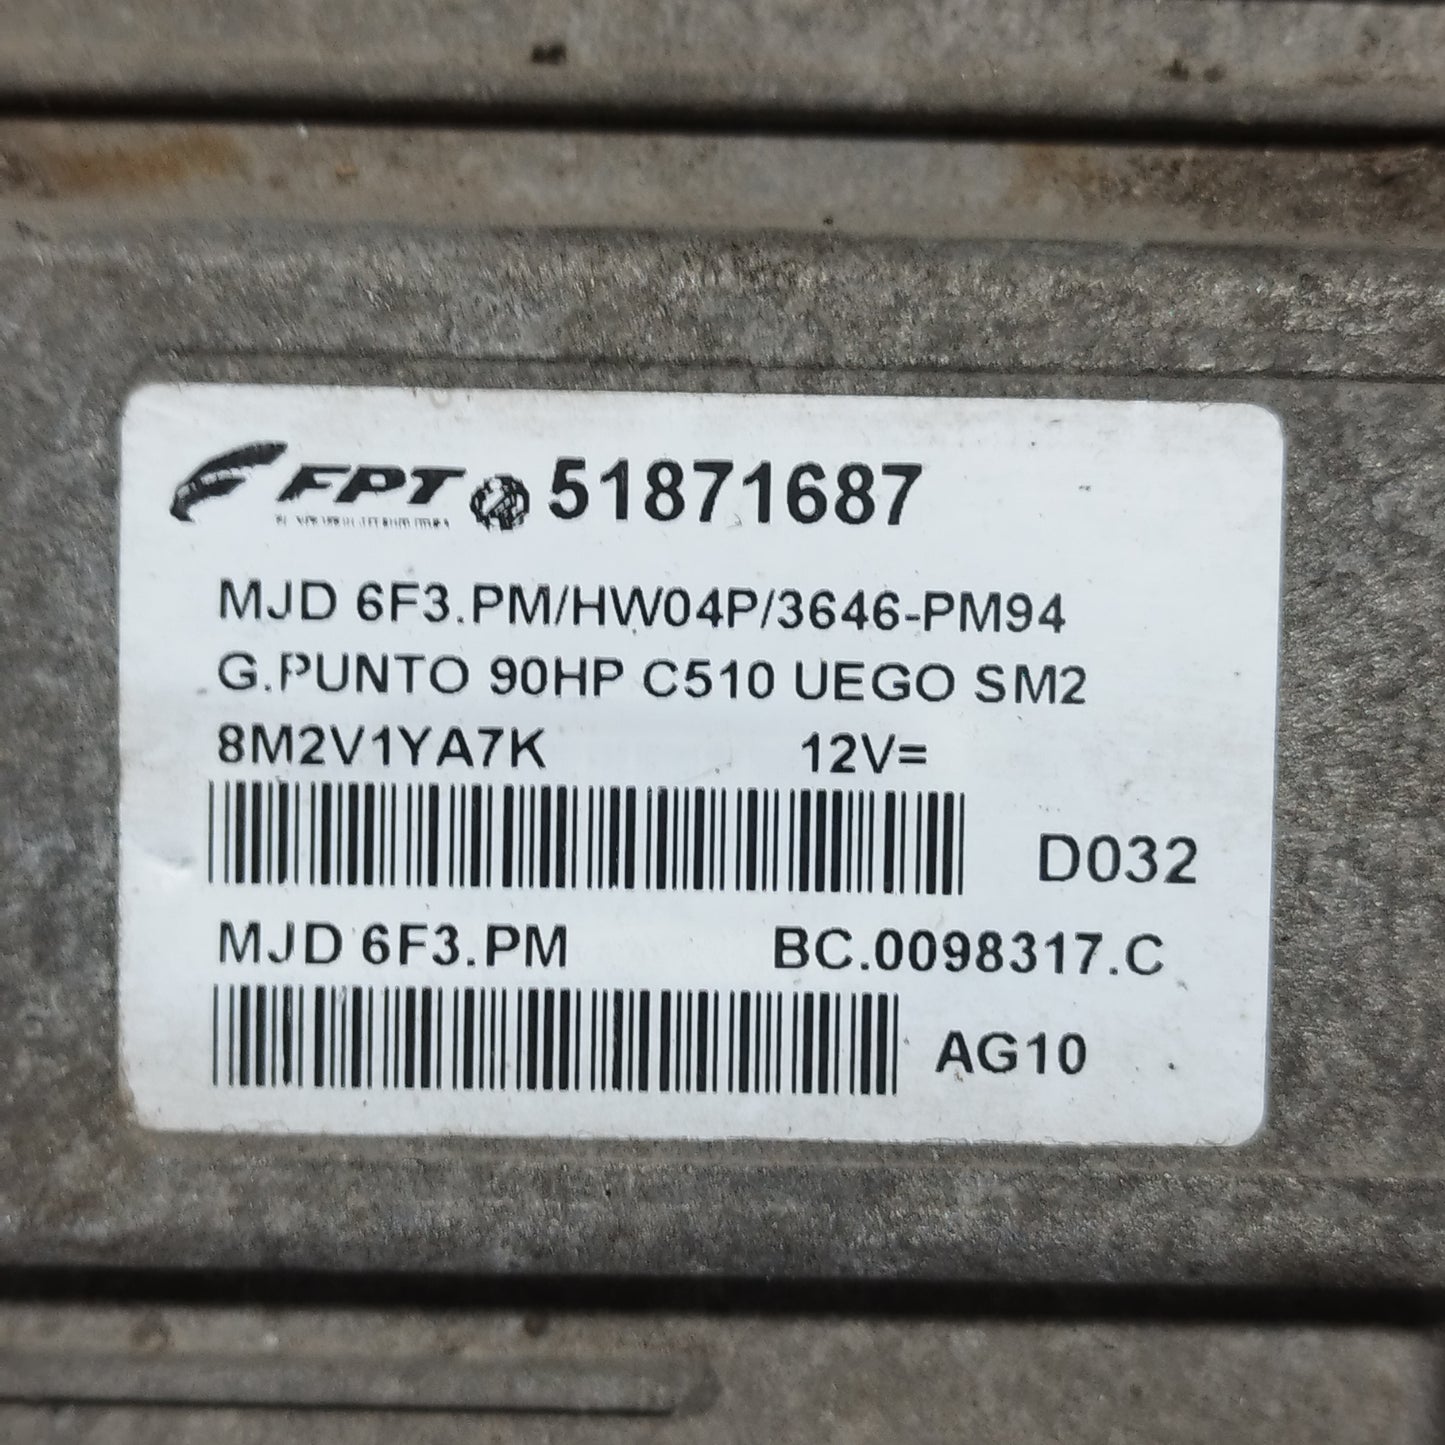 FPT 51871687
MJD 6F3.PM/HW04P/3646-PM94
G.PUNTO 90HP C510 UEGO SM2
8M2V1YA7K 12V=
D032
MJD 6F3.PM BC.0098317.C
AG10